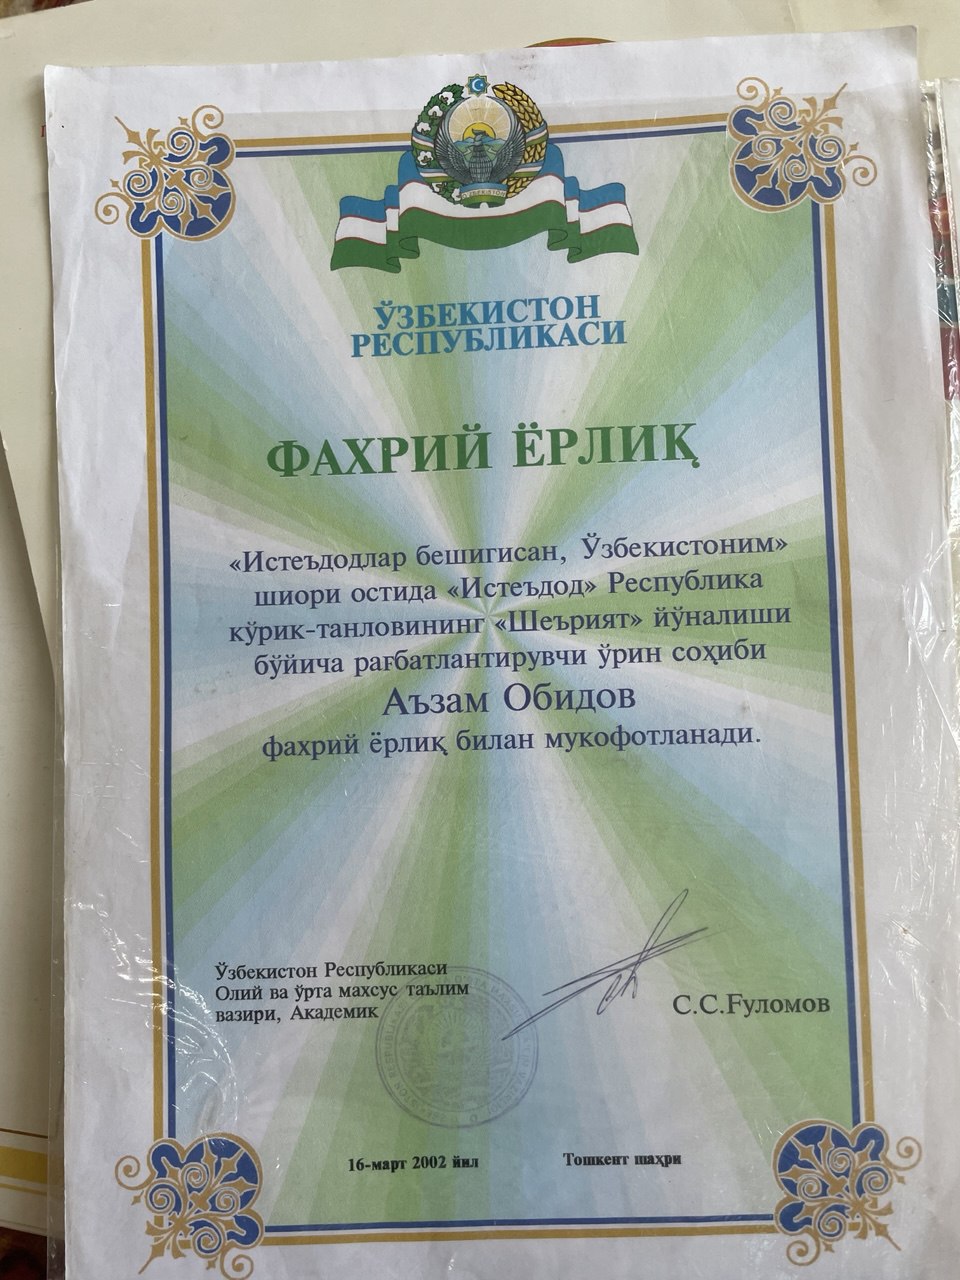 ЎЗБЕКИСТОН
РЕСПУБЛИКАСИ
ФАХРИЙ ЁРЛИҚ
«Истеъдодлар бешигисан, Ўзбекистоним»
шиори остида «Истеъдод» Республика
кўрик-танловининг «Шеърият» йўналиши
бўйича рағбатлантирувчи ўрин соҳиби
Аъзам Обидов
фахрий ёрлиқ билан мукофотланади.
Ўзбекистон Республикаси
Олий ва ўрта махсус таълим
вазири, Академик
С.С.Ғуломов
16-март 2002 йил
Тошкент шаҳри